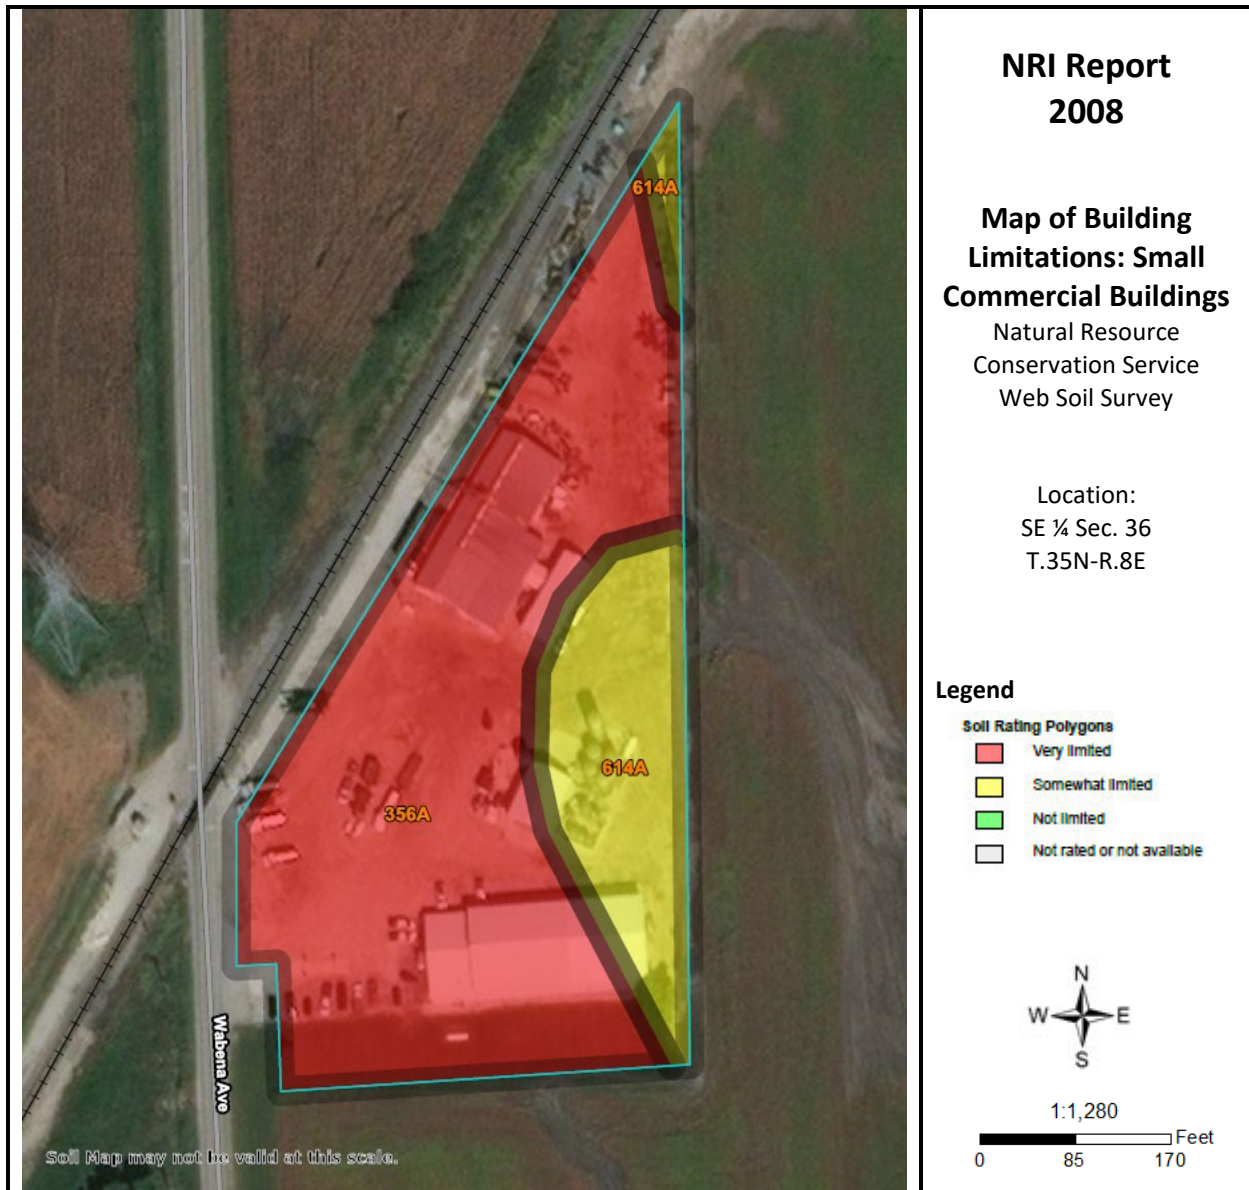 614A
614A
356A
Wabena Ave
Soil Map may not be valid at this scale.
NRI Report
2008
Map of Building
Limitations: Small
Commercial Buildings
Natural Resource
Conservation Service
Web Soil Survey
Location:
SE ¼ Sec. 36
T.35N-R.8E
Legend
Soil Rating Polygons
Very limited
Somewhat limited
Not limited
Not rated or not available
N
W E
S
1:1,280
Feet
0 85 170